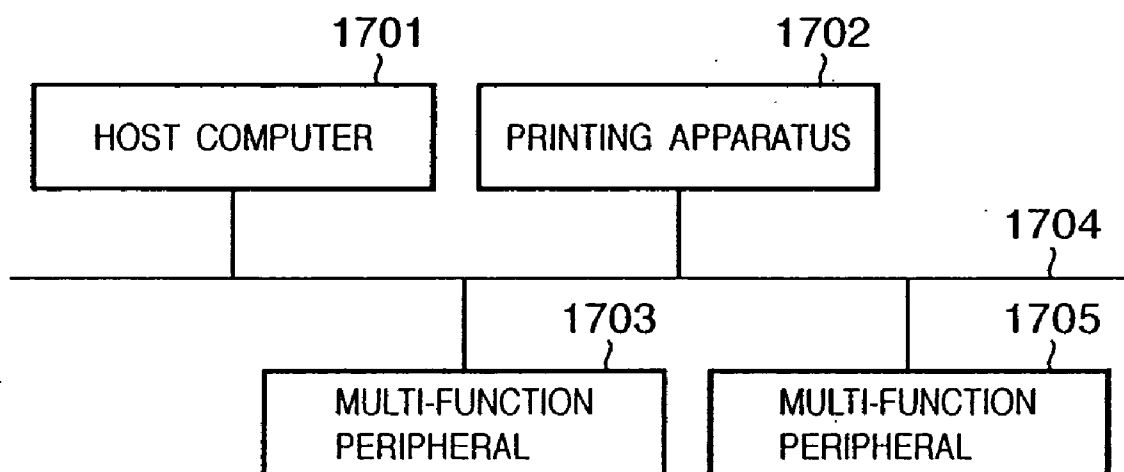 1701
1702
HOST COMPUTER
PRINTING APPARATUS
1704
1703
1705
MULTI-FUNCTION
PERIPHERAL
MULTI-FUNCTION
PERIPHERAL